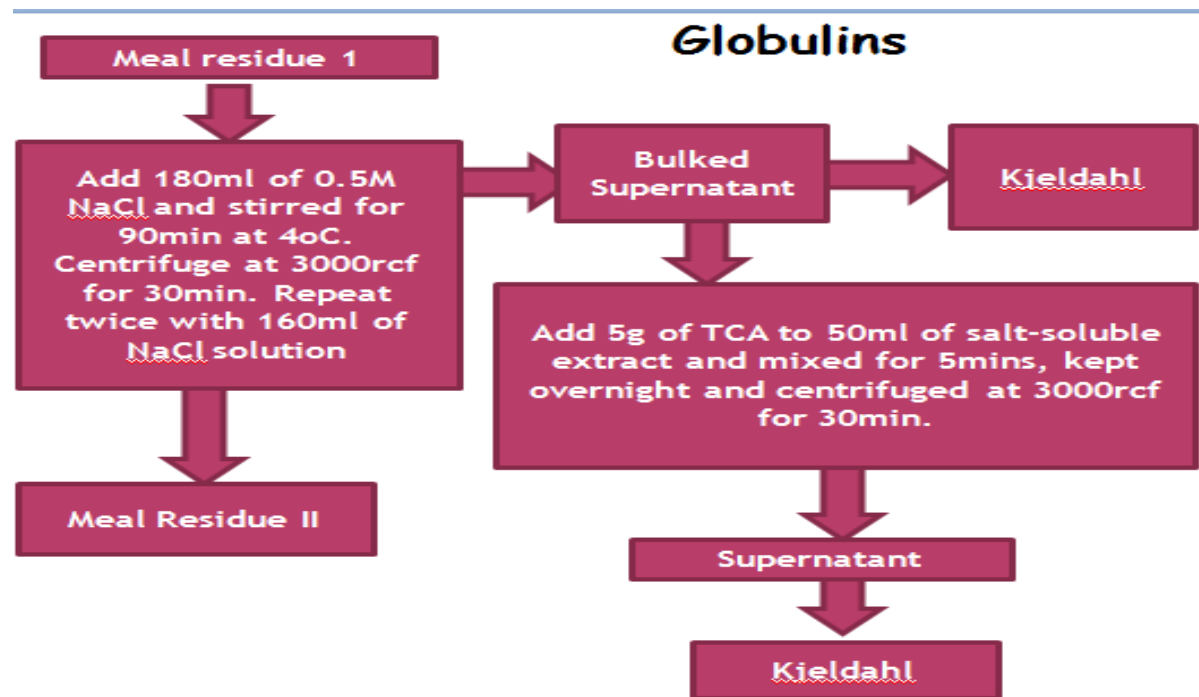 Globulins
Meal residue 1
Add 180ml of 0.5M
NaCl and stirred for
90min at 4oC.
Centrifuge at 3000rcf
for 30min. Repeat
twice with 160ml of
NaCl solution
Meal Residue II
Bulked
Supernatant
Kjeldahl
Add 5g of TCA to 50ml of salt-soluble
extract and mixed for 5mins, kept
overnight and centrifuged at 3000rcf
for 30min.
Supernatant
Kjeldahl